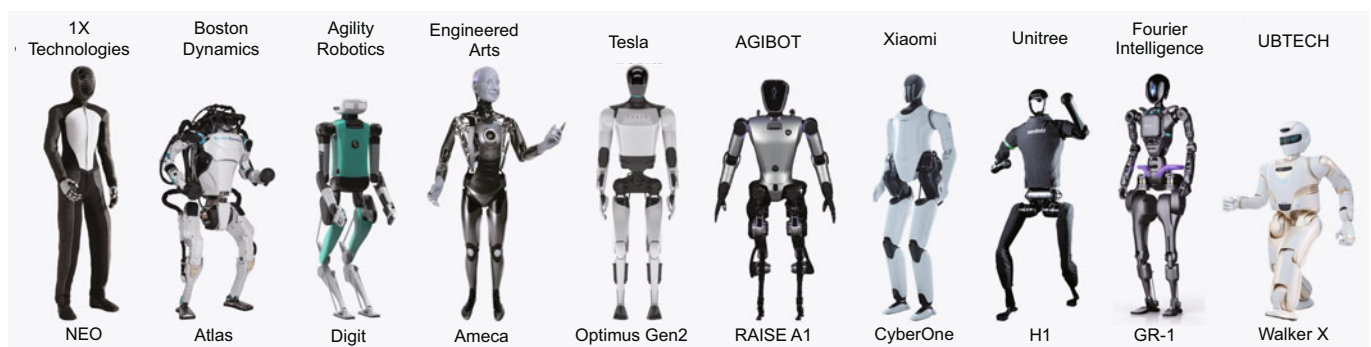 1X
Technologies
Boston
Dynamics
Agility
Robotics
Engineered
Arts
Tesla
AGIBOT
Xiaomi
Unitree
Fourier
Intelligence
UBTECH
NEO
Atlas
Digit
Ameca
Optimus Gen2
RAISE A1
CyberOne
H1
GR-1
Walker X